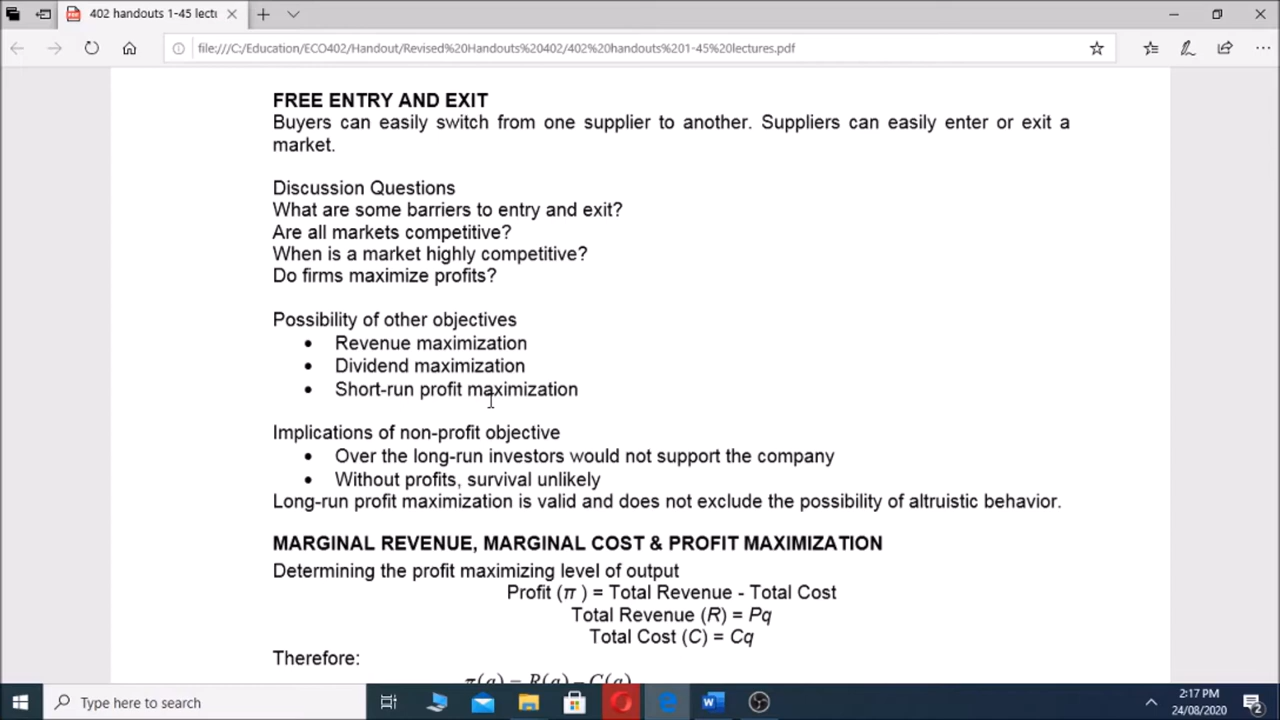 402 handouts 1-45 lectu
file:///C:/Education/ECO402/Handout/Revised%20Handouts%20402/402%20handouts%201-45%20lectures.pdf
FREE ENTRY AND EXIT
Buyers can easily switch from one supplier to another. Suppliers can easily enter or exit a
market.
Discussion Questions
What are some barriers to entry and exit?
Are all markets competitive?
When is a market highly competitive?
Do firms maximize profits?
Possibility of other objectives
• Revenue maximization
• Dividend maximization
• Short-run profit maximization
Implications of non-profit objective
• Over the long-run investors would not support the company
• Without profits, survival unlikely
Long-run profit maximization is valid and does not exclude the possibility of altruistic behavior.
MARGINAL REVENUE, MARGINAL COST & PROFIT MAXIMIZATION
Determining the profit maximizing level of output
Profit (π ) = Total Revenue - Total Cost
Total Revenue (R) = Pq
Total Cost (C) = Cq
Therefore:
π(q) = R(q) – C(q)
Type here to search
2:17 PM
24/08/2020
2